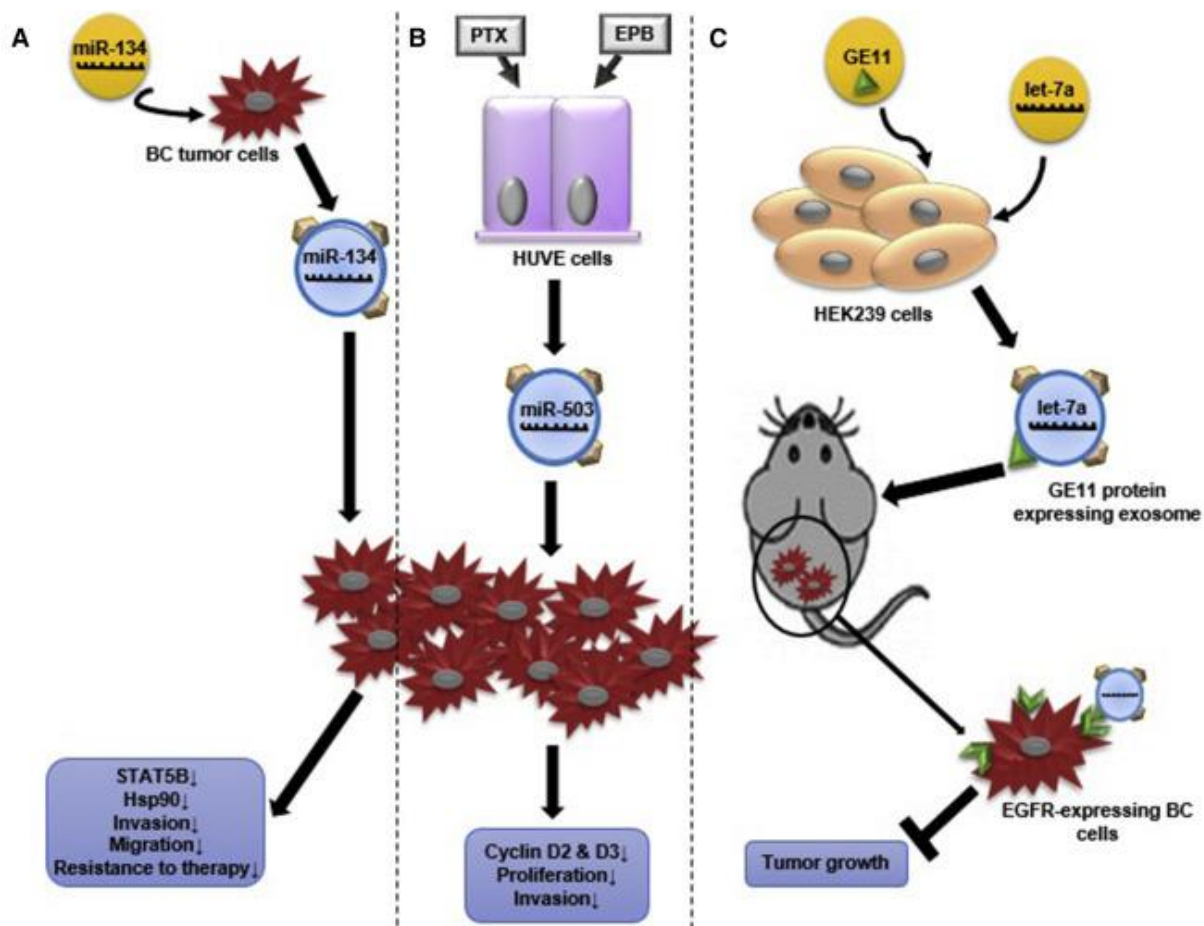 A
miR-134
BC tumor cells
miR-134
STAT5B↓
Hsp90↓
Invasion↓
Migration↓
Resistance to therapy↓
B
PTX
EPB
HUVE cells
miR-503
Cyclin D2 & D3↓
Proliferation↓
Invasion↓
C
GE11
let-7a
HEK239 cells
let-7a
GE11 protein
expressing exosome
EGFR-expressing BC
cells
Tumor growth